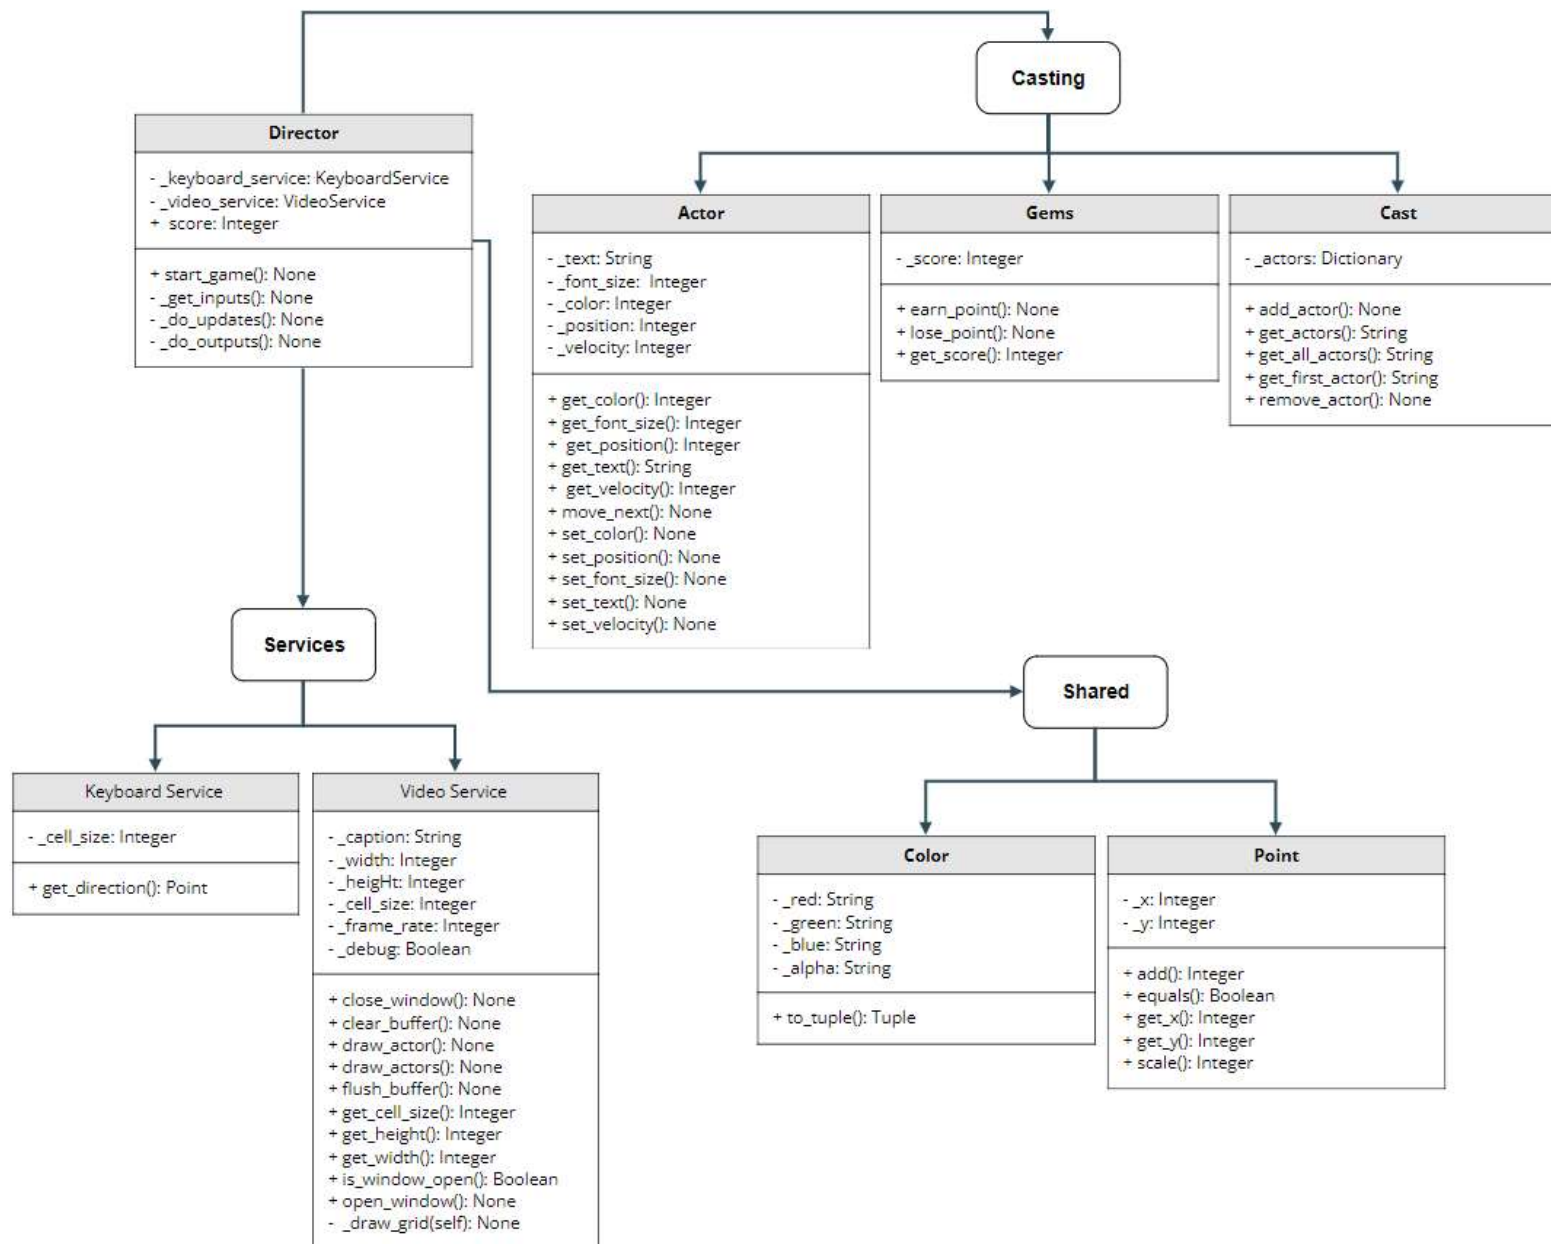 Casting
Director
- _keyboard_service: KeyboardService
- _video_service: VideoService
+ score: Integer
+ start_game(): None
- _get_inputs(): None
- _do_updates(): None
- _do_outputs(): None
Actor
- _text: String
- _font_size: Integer
- _color: Integer
- _position: Integer
- _velocity: Integer
+ get_color(): Integer
+ get_font_size(): Integer
+ get_position(): Integer
+ get_text(): String
+ get_velocity(): Integer
+ move_next(): None
+ set_color(): None
+ set_position(): None
+ set_font_size(): None
+ set_text(): None
+ set_velocity(): None
Gems
- _score: Integer
+ earn_point(): None
+ lose_point(): None
+ get_score(): Integer
Cast
- _actors: Dictionary
+ add_actor(): None
+ get_actors(): String
+ get_all_actors(): String
+ get_first_actor(): String
+ remove_actor(): None
Services
Shared
Keyboard Service
- _cell_size: Integer
+ get_direction(): Point
Video Service
- _caption: String
- _width: Integer
- _heigHt: Integer
- _cell_size: Integer
- _frame_rate: Integer
- _debug: Boolean
+ close_window(): None
+ clear_buffer(): None
+ draw_actor(): None
+ draw_actors(): None
+ flush_buffer(): None
+ get_cell_size(): Integer
+ get_height(): Integer
+ get_width(): Integer
+ is_window_open(): Boolean
+ open_window(): None
- _draw_grid(self): None
Color
- _red: String
- _green: String
- _blue: String
- _alpha: String
+ to_tuple(): Tuple
Point
- _x: Integer
- _y: Integer
+ add(): Integer
+ equals(): Boolean
+ get_x(): Integer
+ get_y(): Integer
+ scale(): Integer